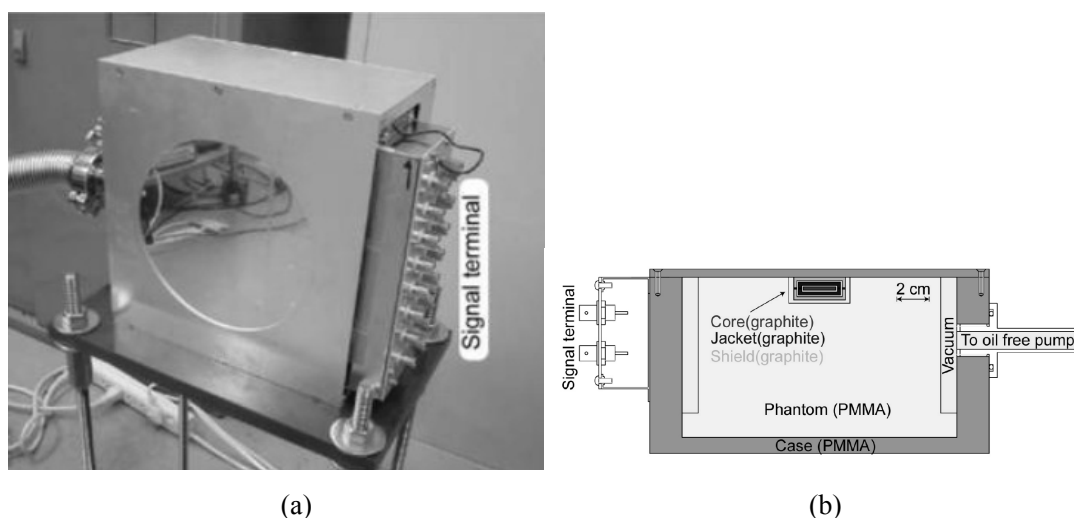 Signal terminal
(a)
Signal terminal
2 cm
Core(graphite)
Jacket(graphite)
Shield(graphite)
Vacuum
To oil free pump
Phantom (PMMA)
Case (PMMA)
(b)